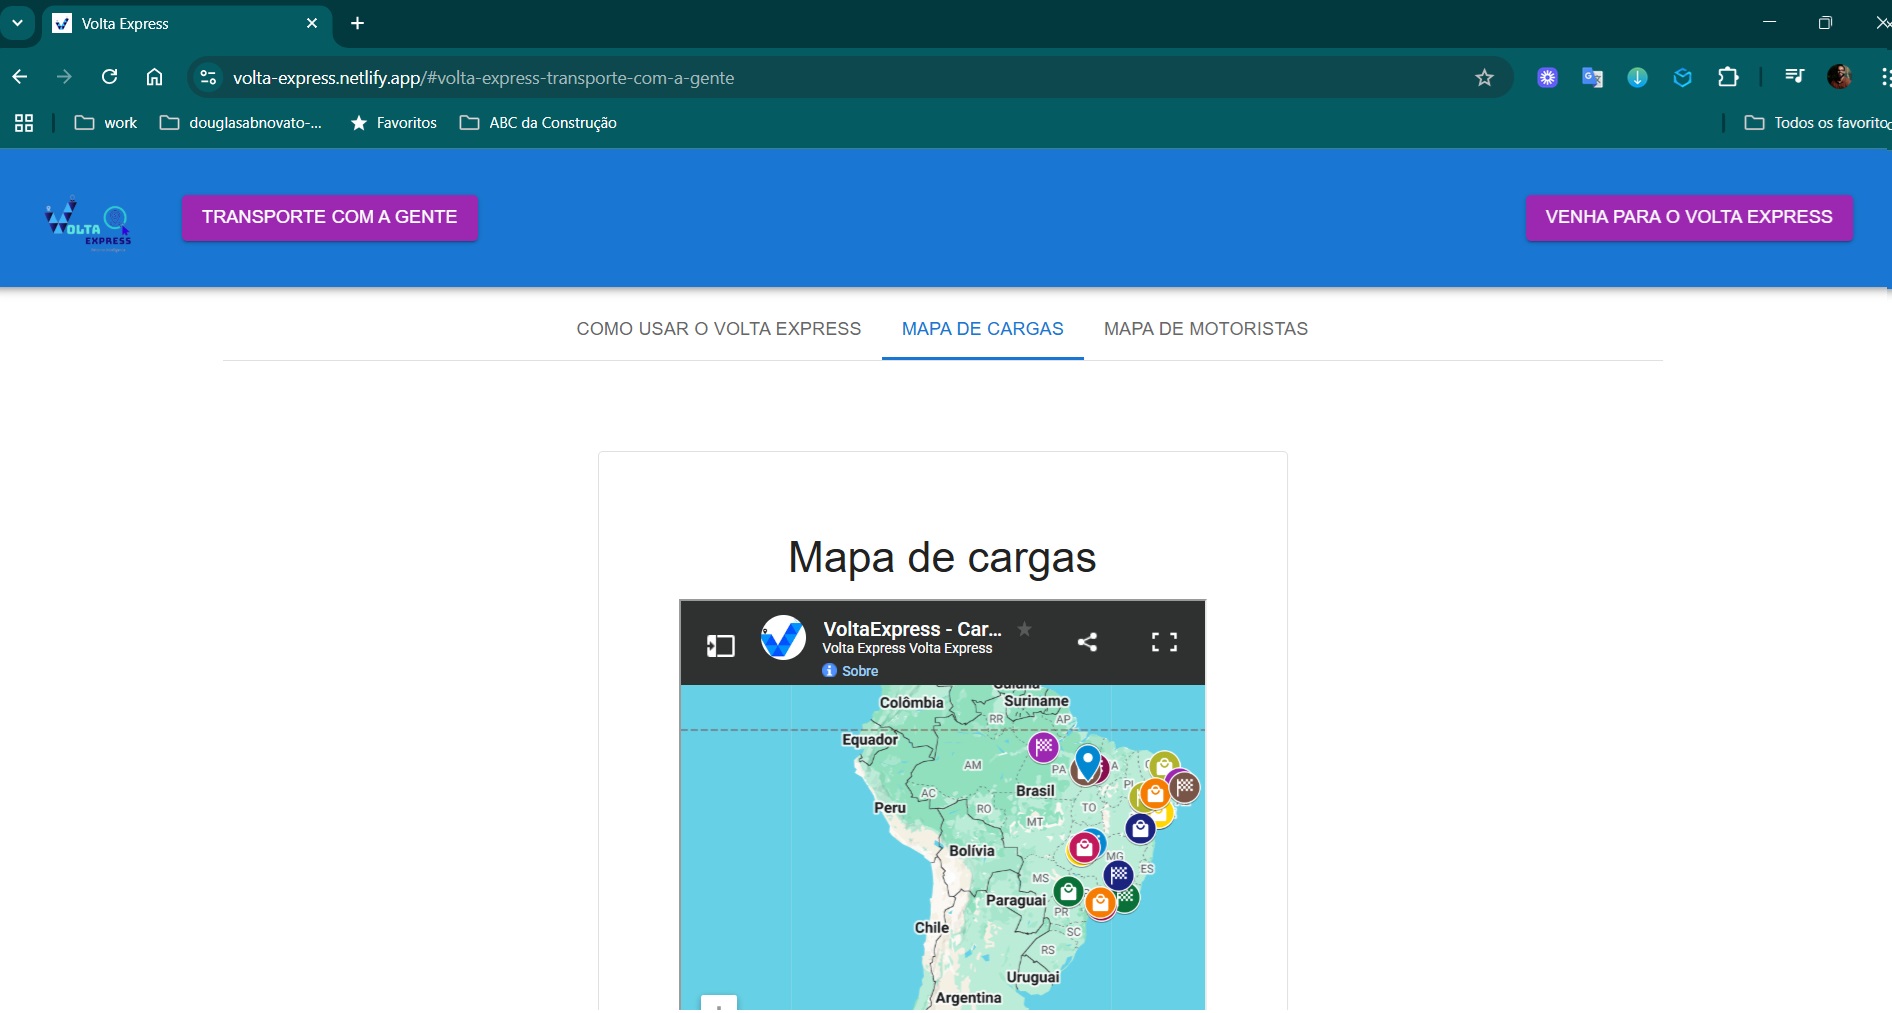 Volta Express
volta-express.netlify.app/#volta-express-transporte-com-a-gente
work
douglasabnovato-...
Favoritos
ABC da Construção
Todos os favorito
VOLTA
EXPRESS
TRANSPORTE COM A GENTE
VENHA PARA O VOLTA EXPRESS
COMO USAR O VOLTA EXPRESS
MAPA DE CARGAS
MAPA DE MOTORISTAS
Mapa de cargas
VoltaExpress - Car...
Volta Express Volta Express
Sobre
Guiana
Colômbia
Suriname
RR
AP
Equador
AM
PA
A
Brasil
PI
AC
RO
TO
Peru
MT
Bolívia
MG
ES
MS
Paraguai
PR
Chile
SC
RS
Uruguai
Argentina